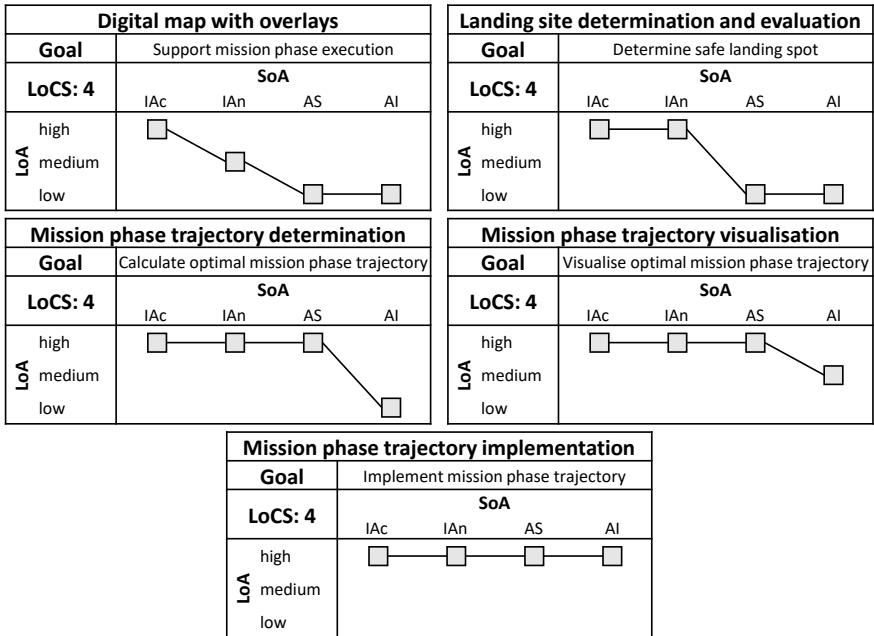 Digital map with overlays
Goal
Support mission phase execution
LoCS: 4
SoA
IAc IAn AS AI
LoA
high
medium
low
Landing site determination and evaluation
Goal
Determine safe landing spot
LoCS: 4
SoA
IAc IAn AS AI
LoA
high
medium
low
Mission phase trajectory determination
Goal
Calculate optimal mission phase trajectory
LoCS: 4
SoA
IAc IAn AS AI
LoA
high
medium
low
Mission phase trajectory visualisation
Goal
Visualise optimal mission phase trajectory
LoCS: 4
SoA
IAc IAn AS AI
LoA
high
medium
low
Mission phase trajectory implementation
Goal
Implement mission phase trajectory
LoCS: 4
SoA
IAc IAn AS AI
LoA
high
medium
low